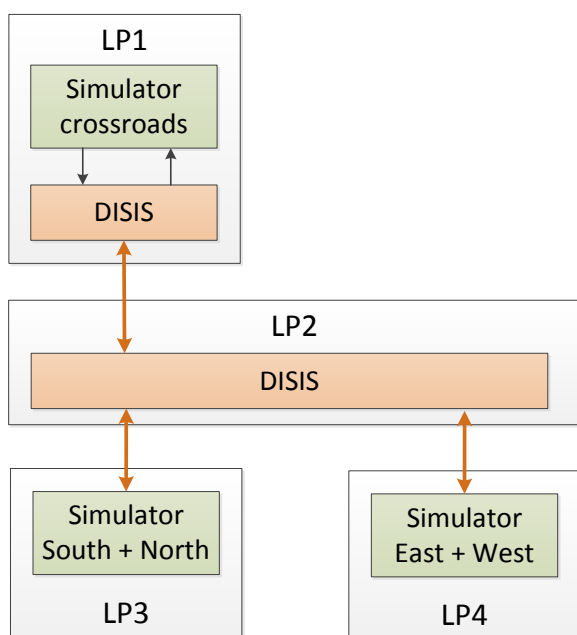 LP1
Simulator
crossroads
DISIS
LP2
DISIS
Simulator
South + North
LP3
Simulator
East + West
LP4